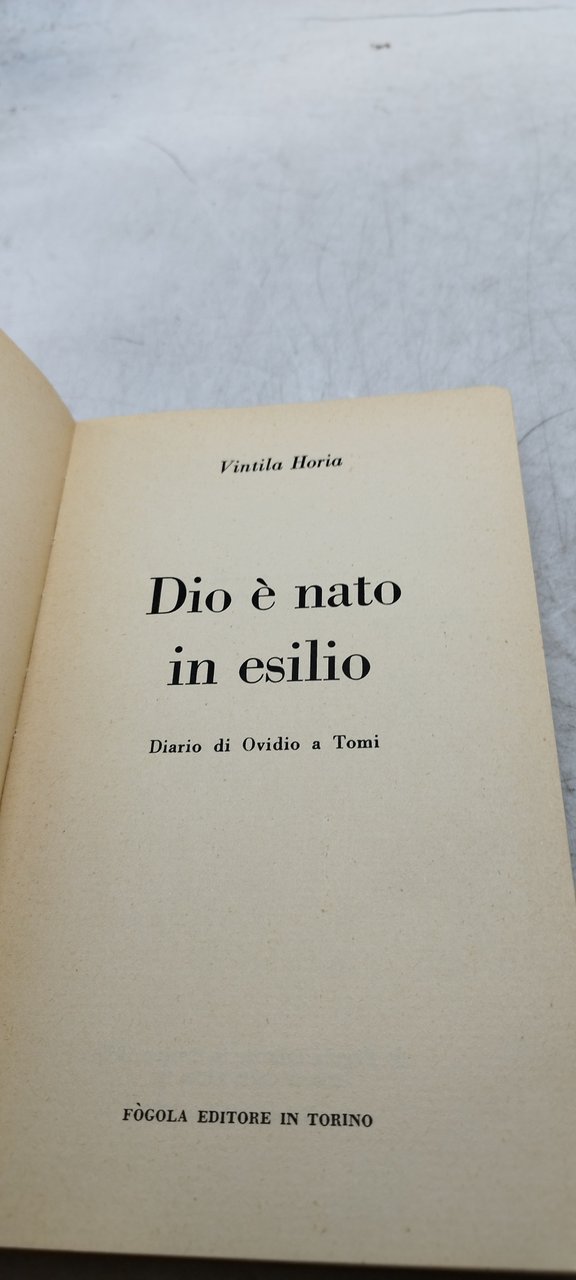 Vintila Horia
Dio è nato
in esilio
Diario di Ovidio a Tomi
FÒGOLA EDITORE IN TORINO